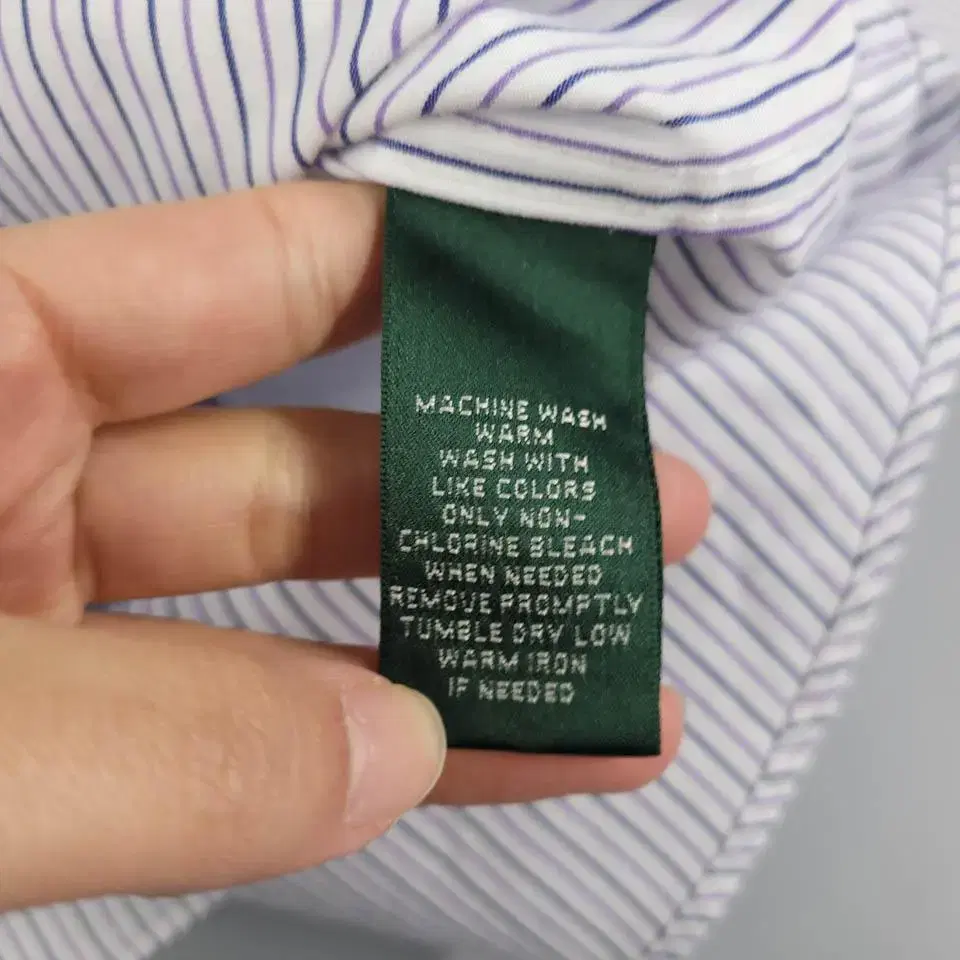 MACHINE WASH
WARM
WASH WITH
LIKE COLORS
ONLY NON-
CHLORINE BLEACH
WHEN NEEDED
REMOVE PROMPTLY
TUMBLE DRY LOW
WARM IRON
IF NEEDED